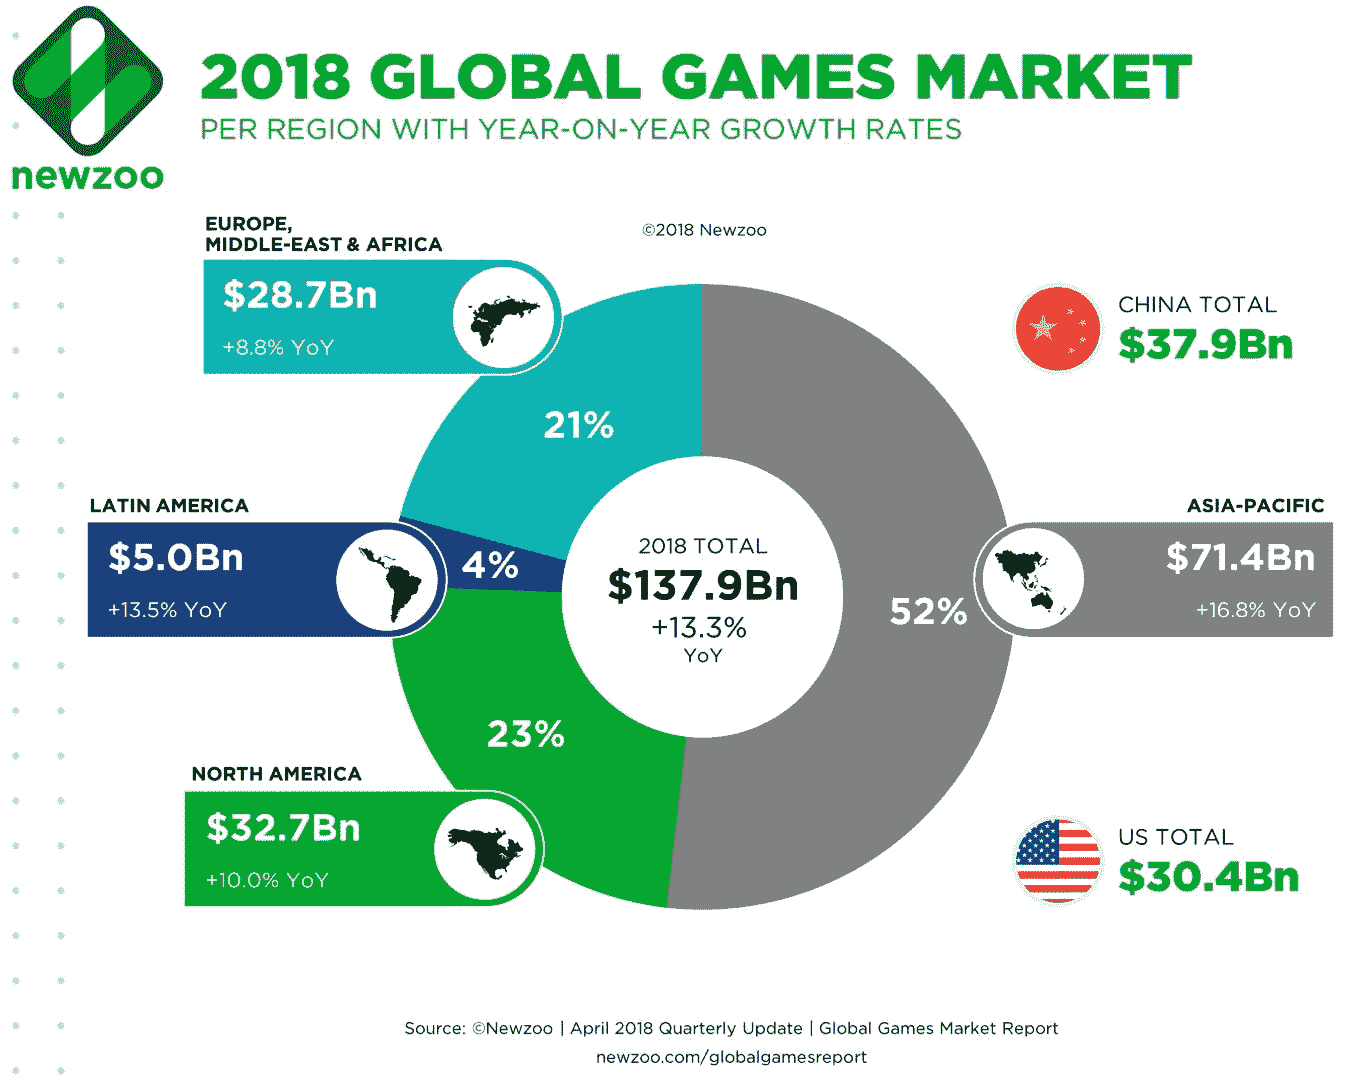 newzoo
2018 GLOBAL GAMES MARKET
PER REGION WITH YEAR-ON-YEAR GROWTH RATES
©2018 Newzoo
EUROPE,
MIDDLE-EAST & AFRICA
$28.7Bn
+8.8% YoY
21%
CHINA TOTAL
$37.9Bn
LATIN AMERICA
$5.0Bn
+13.5% YoY
4%
2018 TOTAL
$137.9Bn
+13.3%
YoY
52%
ASIA-PACIFIC
$71.4Bn
+16.8% YoY
23%
NORTH AMERICA
$32.7Bn
+10.0% YoY
US TOTAL
$30.4Bn
Source: ©Newzoo | April 2018 Quarterly Update | Global Games Market Report
newzoo.com/globalgamesreport